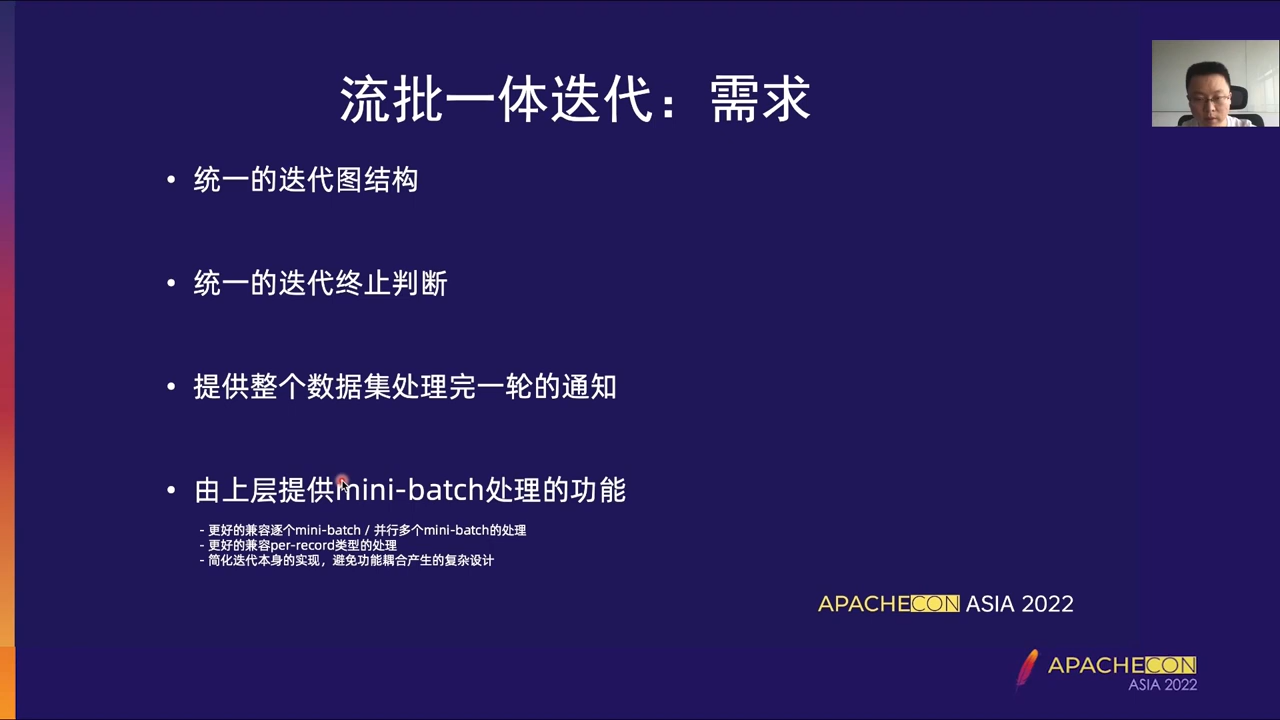 流批一体迭代：需求
• 统一的迭代图结构
• 统一的迭代终止判断
• 提供整个数据集处理完一轮的通知
• 由上层提供mini-batch处理的功能
- 更好的兼容逐个mini-batch / 并行多个mini-batch的处理
- 更好的兼容per-record类型的处理
- 简化迭代本身的实现，避免功能耦合产生的复杂设计
APACHECON ASIA 2022
APACHECON
ASIA 2022